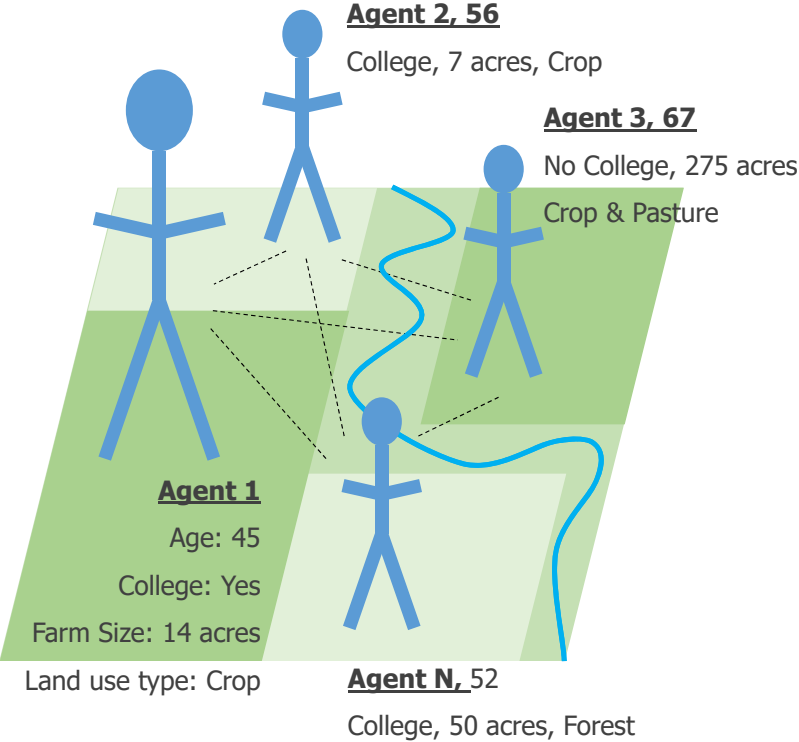 Agent 2, 56
College, 7 acres, Crop
Agent 3, 67
No College, 275 acres
Crop & Pasture
Agent 1
Age: 45
College: Yes
Farm Size: 14 acres
Land use type: Crop
Agent N, 52
College, 50 acres, Forest